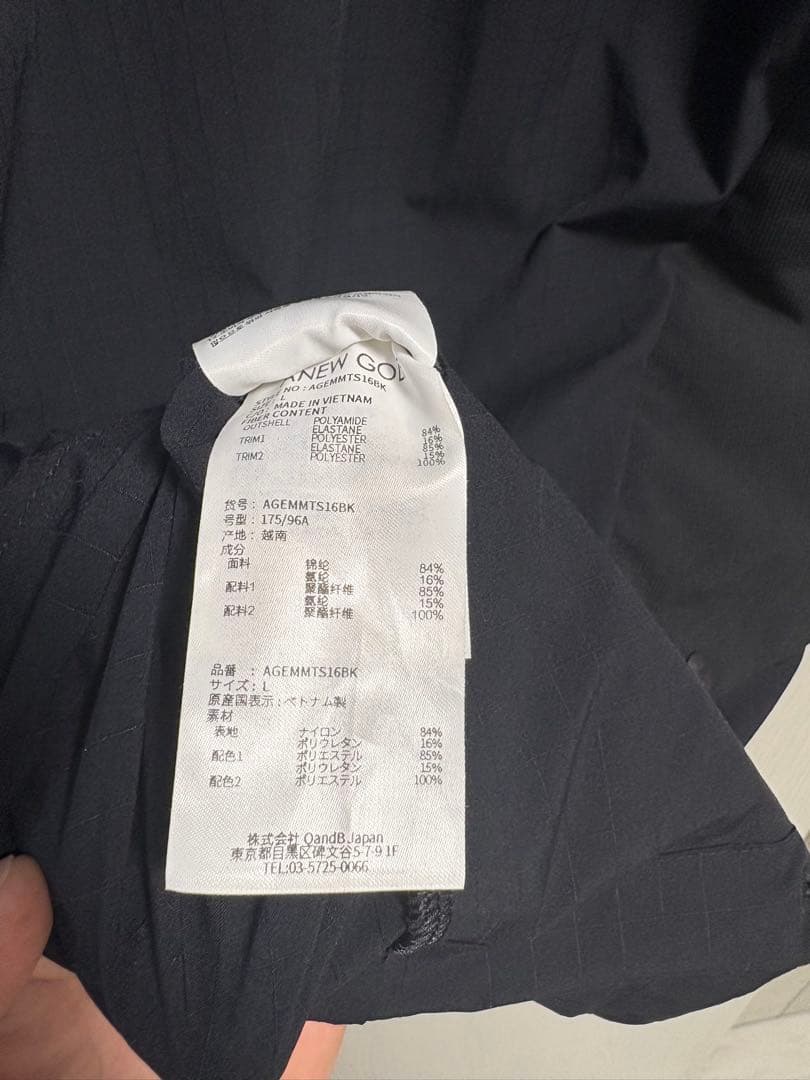 ANEW GOL
STYLE NO : AGEMMTS16BK
SIZE : L
C/O : MADE IN VIETNAM
FIBER CONTENT
OUTSHELL POLYAMIDE 84%
ELASTANE 16%
TRIM1 POLYESTER 85%
ELASTANE 15%
TRIM2 POLYESTER 100%
货号: AGEMMTS16BK
号型: 175/96A
产地: 越南
成分
面料 锦纶 84%
氨纶 16%
配料1 聚酯纤维 85%
氨纶 15%
配料2 聚酯纤维 100%
品番 : AGEMMTS16BK
サイズ: L
原産国表示 : ベトナム製
素材
表地 ナイロン 84%
ポリウレタン 16%
配色1 ポリエステル 85%
ポリウレタン 15%
配色2 ポリエステル 100%
株式会社 QandB.Japan
東京都目黒区碑文谷5-7-9 1F
TEL:03-5725-0066